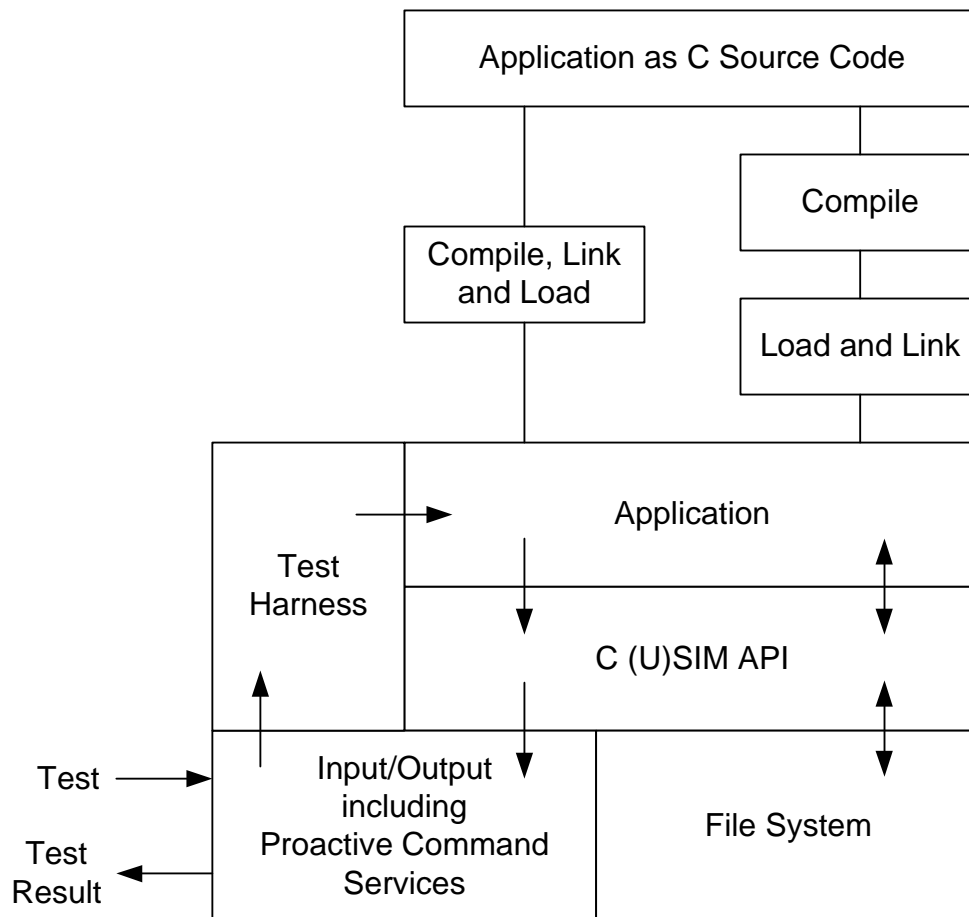 Application as C Source Code
Compile
Compile, Link
and Load
Load and Link
Application
Test
Harness
C (U)SIM API
Test
Input/Output
including
Proactive Command
Services
File System
Test
Result